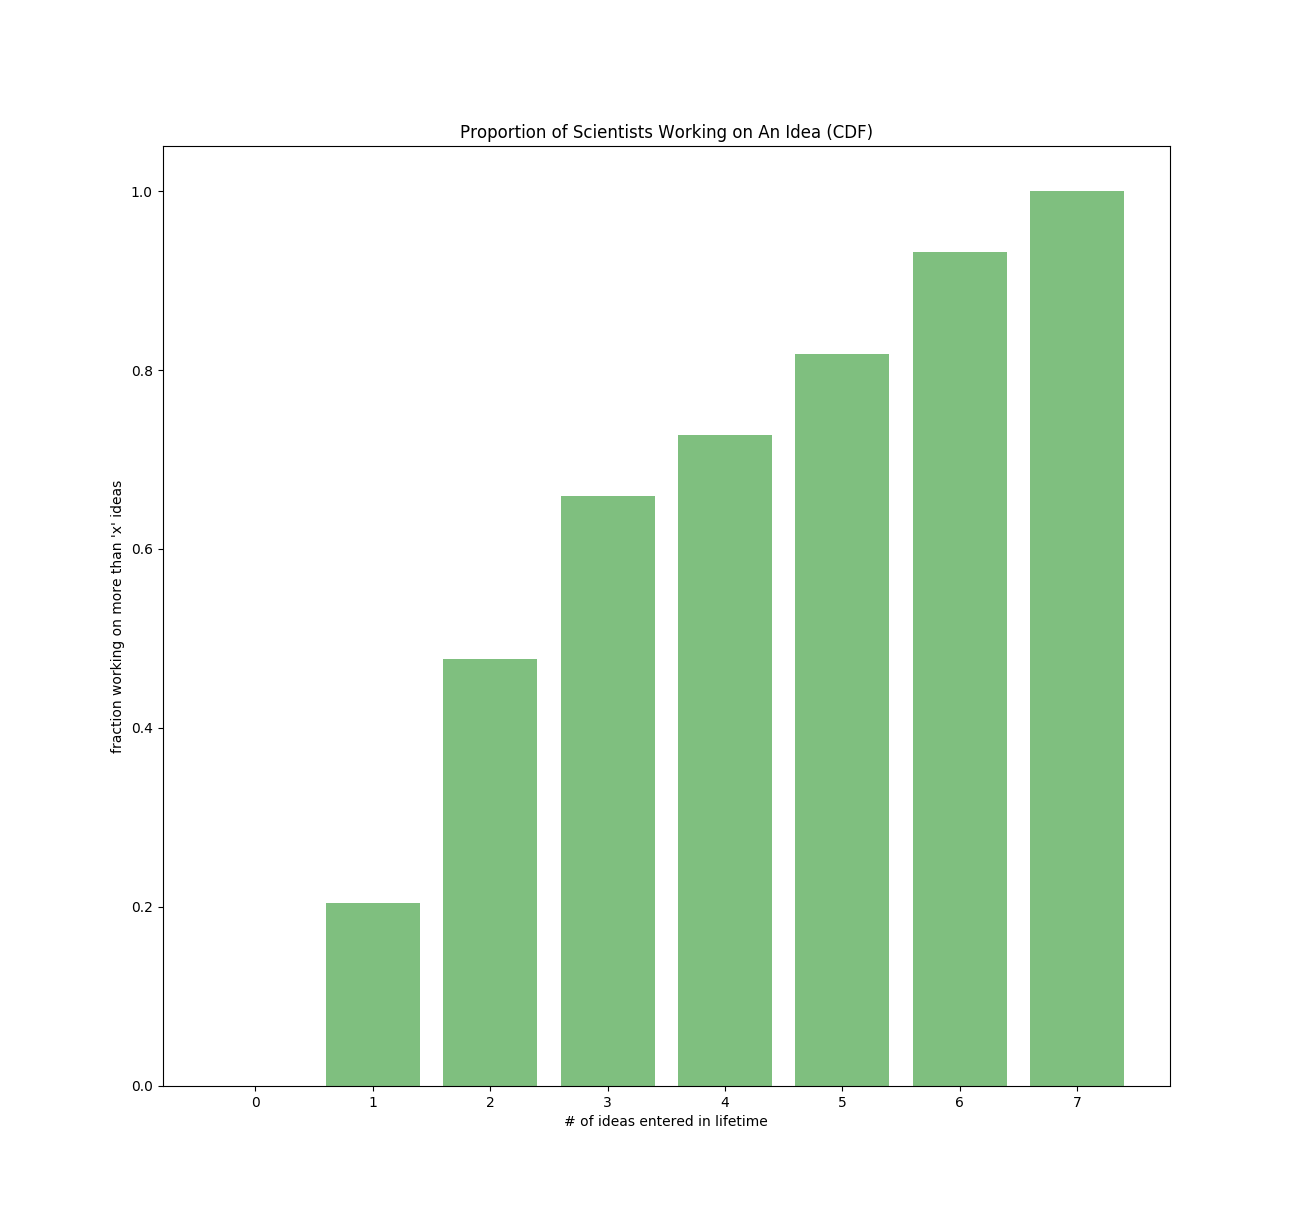 Proportion of Scientists Working on An Idea (CDF)
1.0
0.8
0.6
0.4
0.2
0.0
fraction working on more than 'x' ideas
0 1 2 3 4 5 6 7
# of ideas entered in lifetime